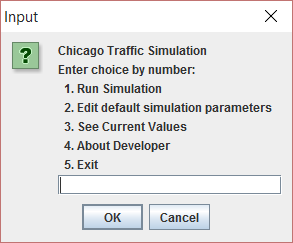 Input
Chicago Traffic Simulation
Enter choice by number:
1. Run Simulation
2. Edit default simulation parameters
3. See Current Values
4. About Developer
5. Exit
OK Cancel